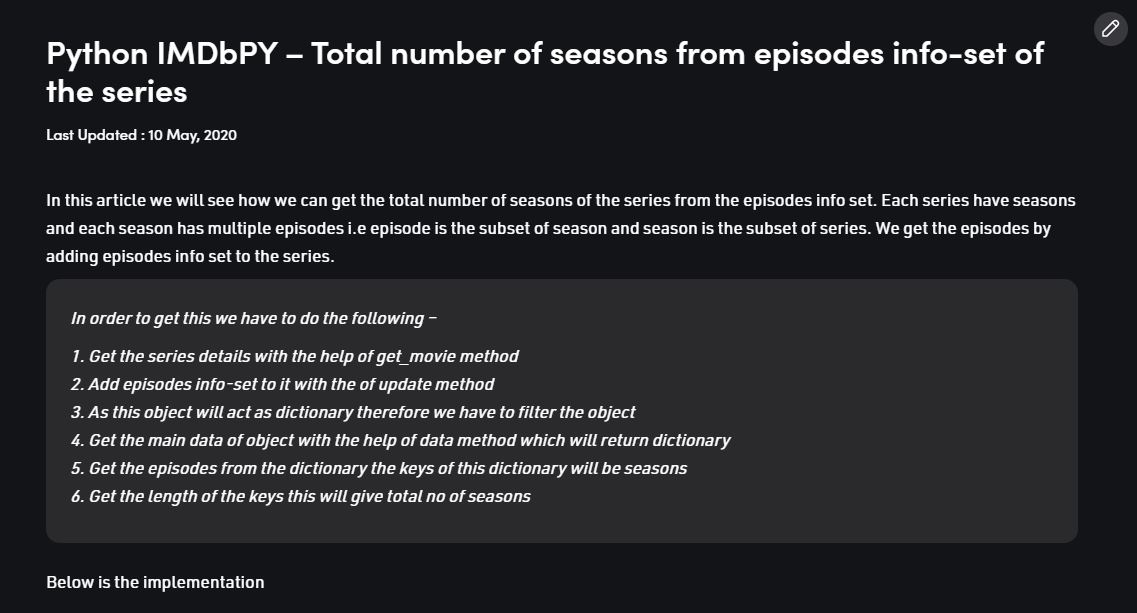 Python IMDbPY – Total number of seasons from episodes info-set of
the series
Last Updated : 10 May, 2020
In this article we will see how we can get the total number of seasons of the series from the episodes info set. Each series have seasons
and each season has multiple episodes i.e episode is the subset of season and season is the subset of series. We get the episodes by
adding episodes info set to the series.
In order to get this we have to do the following –
1. Get the series details with the help of get_movie method
2. Add episodes info-set to it with the of update method
3. As this object will act as dictionary therefore we have to filter the object
4. Get the main data of object with the help of data method which will return dictionary
5. Get the episodes from the dictionary the keys of this dictionary will be seasons
6. Get the length of the keys this will give total no of seasons
Below is the implementation